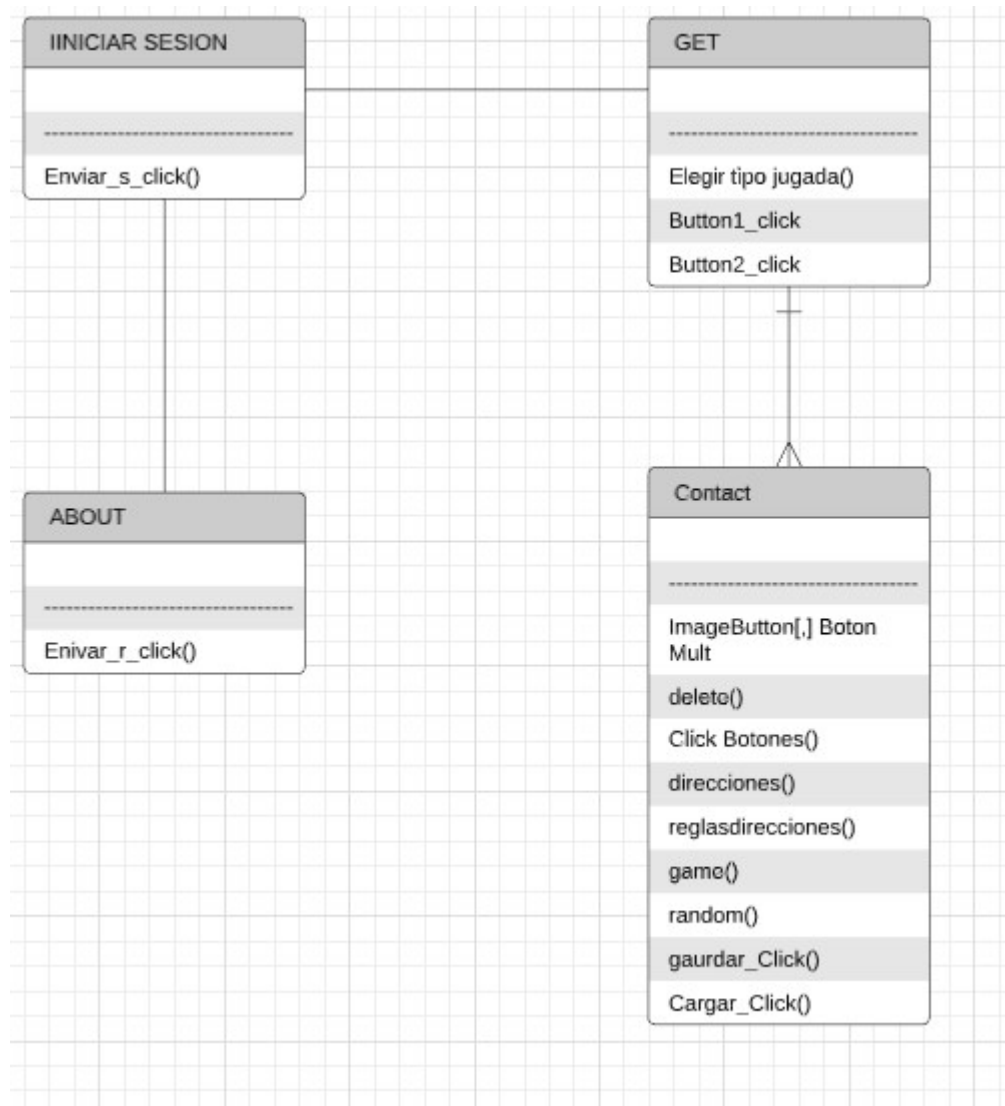 IINICIAR SESION
--------------------------------
Enviar_s_click()
GET
--------------------------------
Elegir tipo jugada()
Button1_click
Button2_click
ABOUT
--------------------------------
Enivar_r_click()
Contact
--------------------------------
ImageButton[,] Boton
Mult
delete()
Click Botones()
direcciones()
reglasdirecciones()
game()
random()
gaurdar_Click()
Cargar_Click()